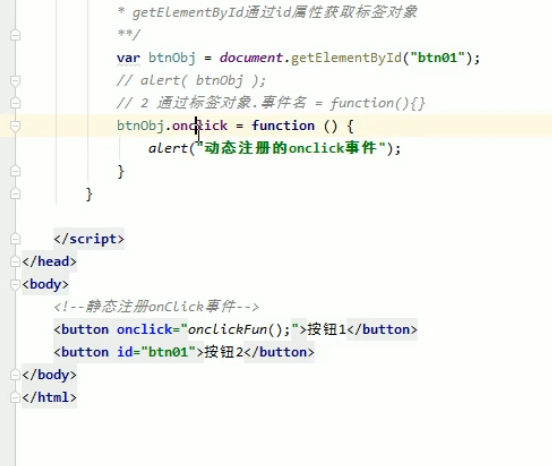 * getElementById通过id属性获取标签对象
**/
var btnObj = document.getElementById("btn01");
// alert( btnObj );
// 2 通过标签对象.事件名 = function(){}
btnObj.onclick = function () {
alert("动态注册的onclick事件");
}
}
</script>
</head>
<body>
<!--静态注册onClick事件-->
<button onclick="onclickFun();">按钮1</button>
<button id="btn01">按钮2</button>
</body>
</html>